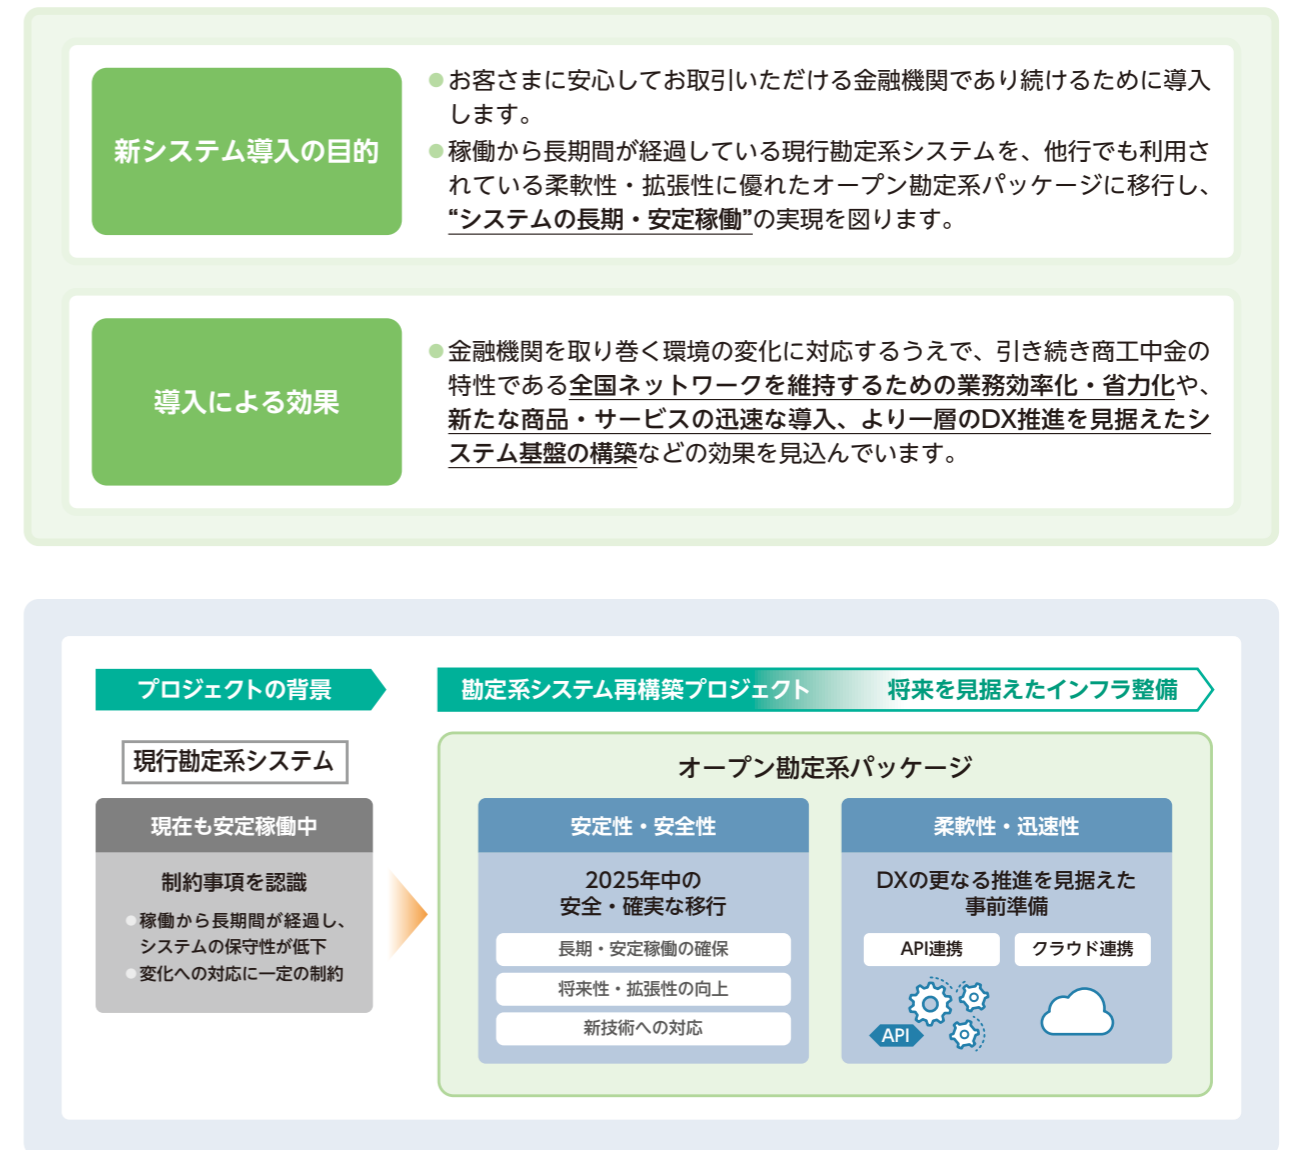 新システム導入の目的
●お客さまに安心してお取引いただける金融機関であり続けるために導入
します。
●稼働から長期間が経過している現行勘定系システムを、他行でも利用さ
れている柔軟性・拡張性に優れたオープン勘定系パッケージに移行し、
“システムの長期・安定稼働”の実現を図ります。
導入による効果
●金融機関を取り巻く環境の変化に対応するうえで、引き続き商工中金の
特性である全国ネットワークを維持するための業務効率化・省力化や、
新たな商品・サービスの迅速な導入、より一層のDX推進を見据えたシ
ステム基盤の構築などの効果を見込んでいます。
プロジェクトの背景
現行勘定系システム
現在も安定稼働中
制約事項を認識
●稼働から長期間が経過し、
システムの保守性が低下
●変化への対応に一定の制約
勘定系システム再構築プロジェクト 将来を見据えたインフラ整備
オープン勘定系パッケージ
安定性・安全性
2025年中の
安全・確実な移行
長期・安定稼働の確保
将来性・拡張性の向上
新技術への対応
柔軟性・迅速性
DXの更なる推進を見据えた
事前準備
API連携
クラウド連携
API